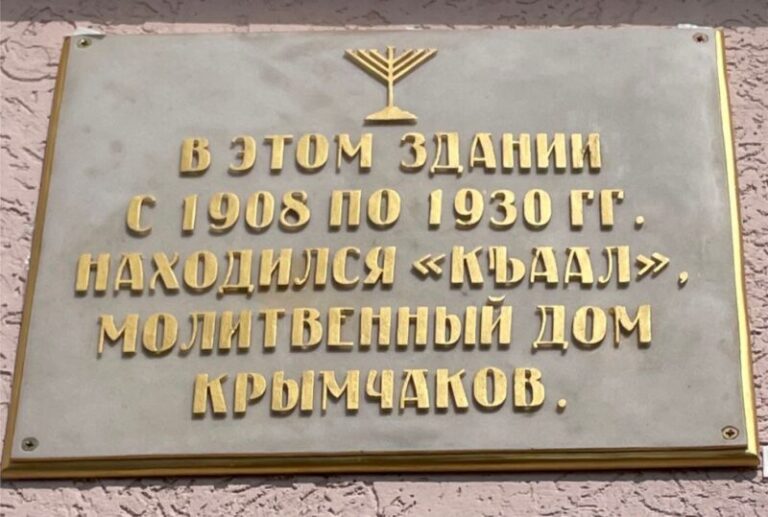 В ЭТОМ ЗДАНИИ
С 1908 ПО 1930 ГГ.
НАХОДИЛСЯ «КЪААЛ»,
МОЛИТВЕННЫЙ ДОМ
КРЫМЧАКОВ.